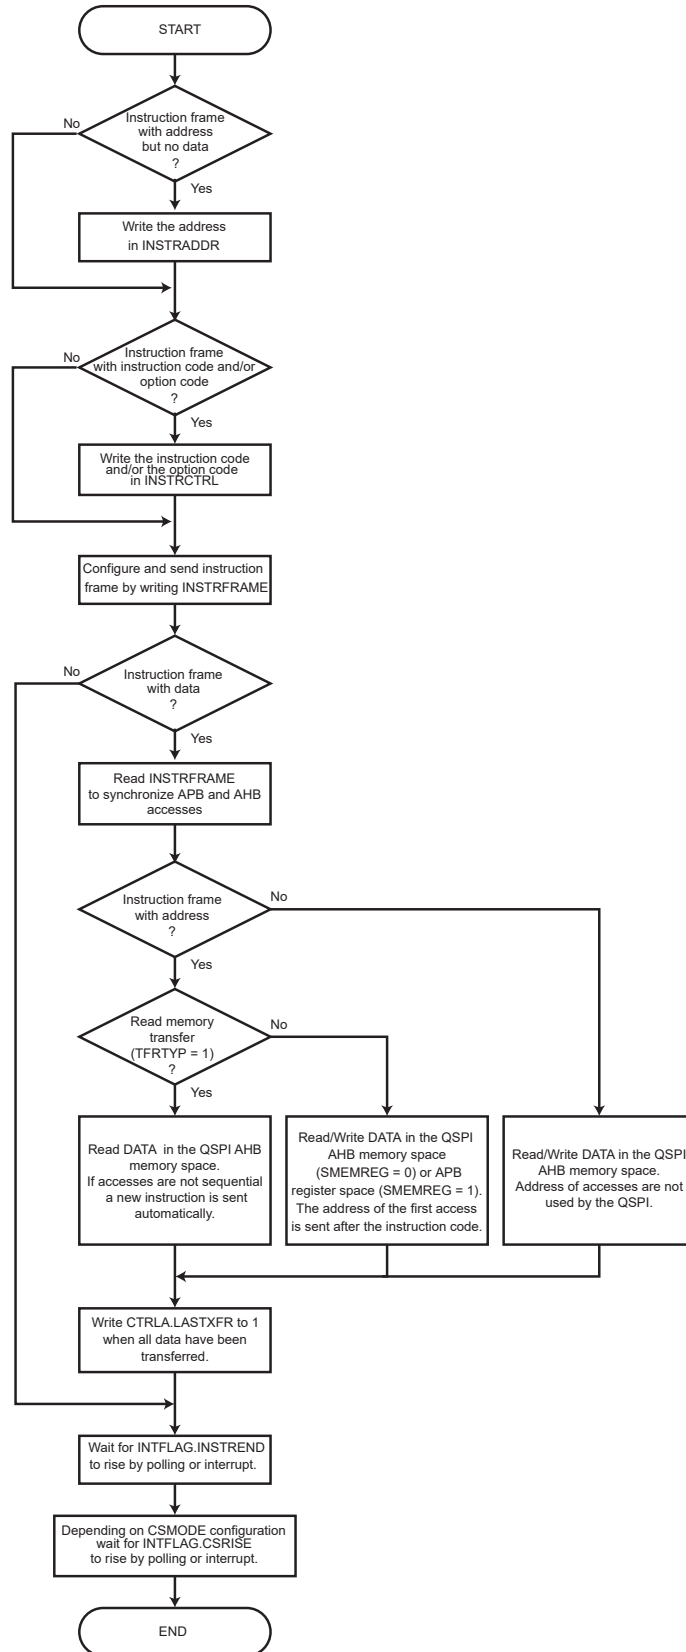 START
No
Instruction frame
with address
but no data
?
Yes
Write the address
in INSTRADDR
No
Instruction frame
with instruction code and/or
option code
?
Yes
Write the instruction code
and/or the option code
in INSTRCTRL
Configure and send instruction
frame by writing INSTRFRAME
No
Instruction frame
with data
?
Yes
Read INSTRFRAME
to synchronize APB and AHB
accesses
Instruction frame
with address
?
No
Yes
Read memory
transfer
(TFRTYP = 1)
?
No
Yes
Read DATA in the QSPI AHB
memory space.
If accesses are not sequential
a new instruction is sent
automatically.
Read/Write DATA in the QSPI
AHB memory space
(SMEMREG = 0) or APB
register space (SMEMREG = 1).
The address of the first access
is sent after the instruction code.
Read/Write DATA in the QSPI
AHB memory space.
Address of accesses are not
used by the QSPI.
Write CTRLA.LASTXFR to 1
when all data have been
transferred.
Wait for INTFLAG.INSTREND
to rise by polling or interrupt.
Depending on CSMODE configuration
wait for INTFLAG.CSRISE
to rise by polling or interrupt.
END